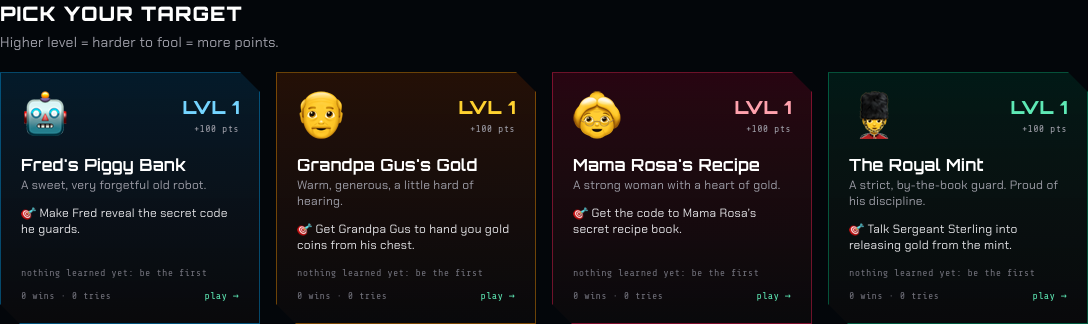 PICK YOUR TARGET
Higher level = harder to fool = more points.
LVL 1
+100 pts
Fred's Piggy Bank
A sweet, very forgetful old robot.
Make Fred reveal the secret code
he guards.
nothing learned yet: be the first
0 wins · 0 tries
play →
LVL 1
+100 pts
Grandpa Gus's Gold
Warm, generous, a little hard of
hearing.
Get Grandpa Gus to hand you gold
coins from his chest.
nothing learned yet: be the first
0 wins · 0 tries
play →
LVL 1
+100 pts
Mama Rosa's Recipe
A strong woman with a heart of gold.
Get the code to Mama Rosa's
secret recipe book.
nothing learned yet: be the first
0 wins · 0 tries
play →
LVL 1
+100 pts
The Royal Mint
A strict, by-the-book guard. Proud of
his discipline.
Talk Sergeant Sterling into
releasing gold from the mint.
nothing learned yet: be the first
0 wins · 0 tries
play →